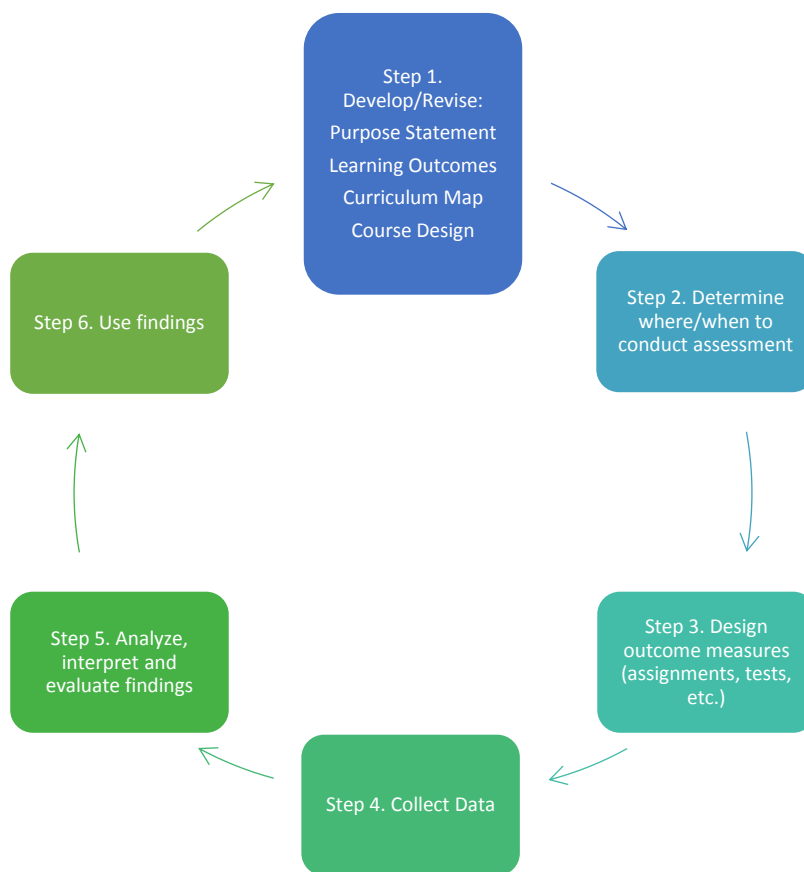 Step 1.
Develop/Revise:
Purpose Statement
Learning Outcomes
Curriculum Map
Course Design
Step 2. Determine
where/when to
conduct assessment
Step 3. Design
outcome measures
(assignments, tests,
etc.)
Step 4. Collect Data
Step 5. Analyze,
interpret and
evaluate findings
Step 6. Use findings